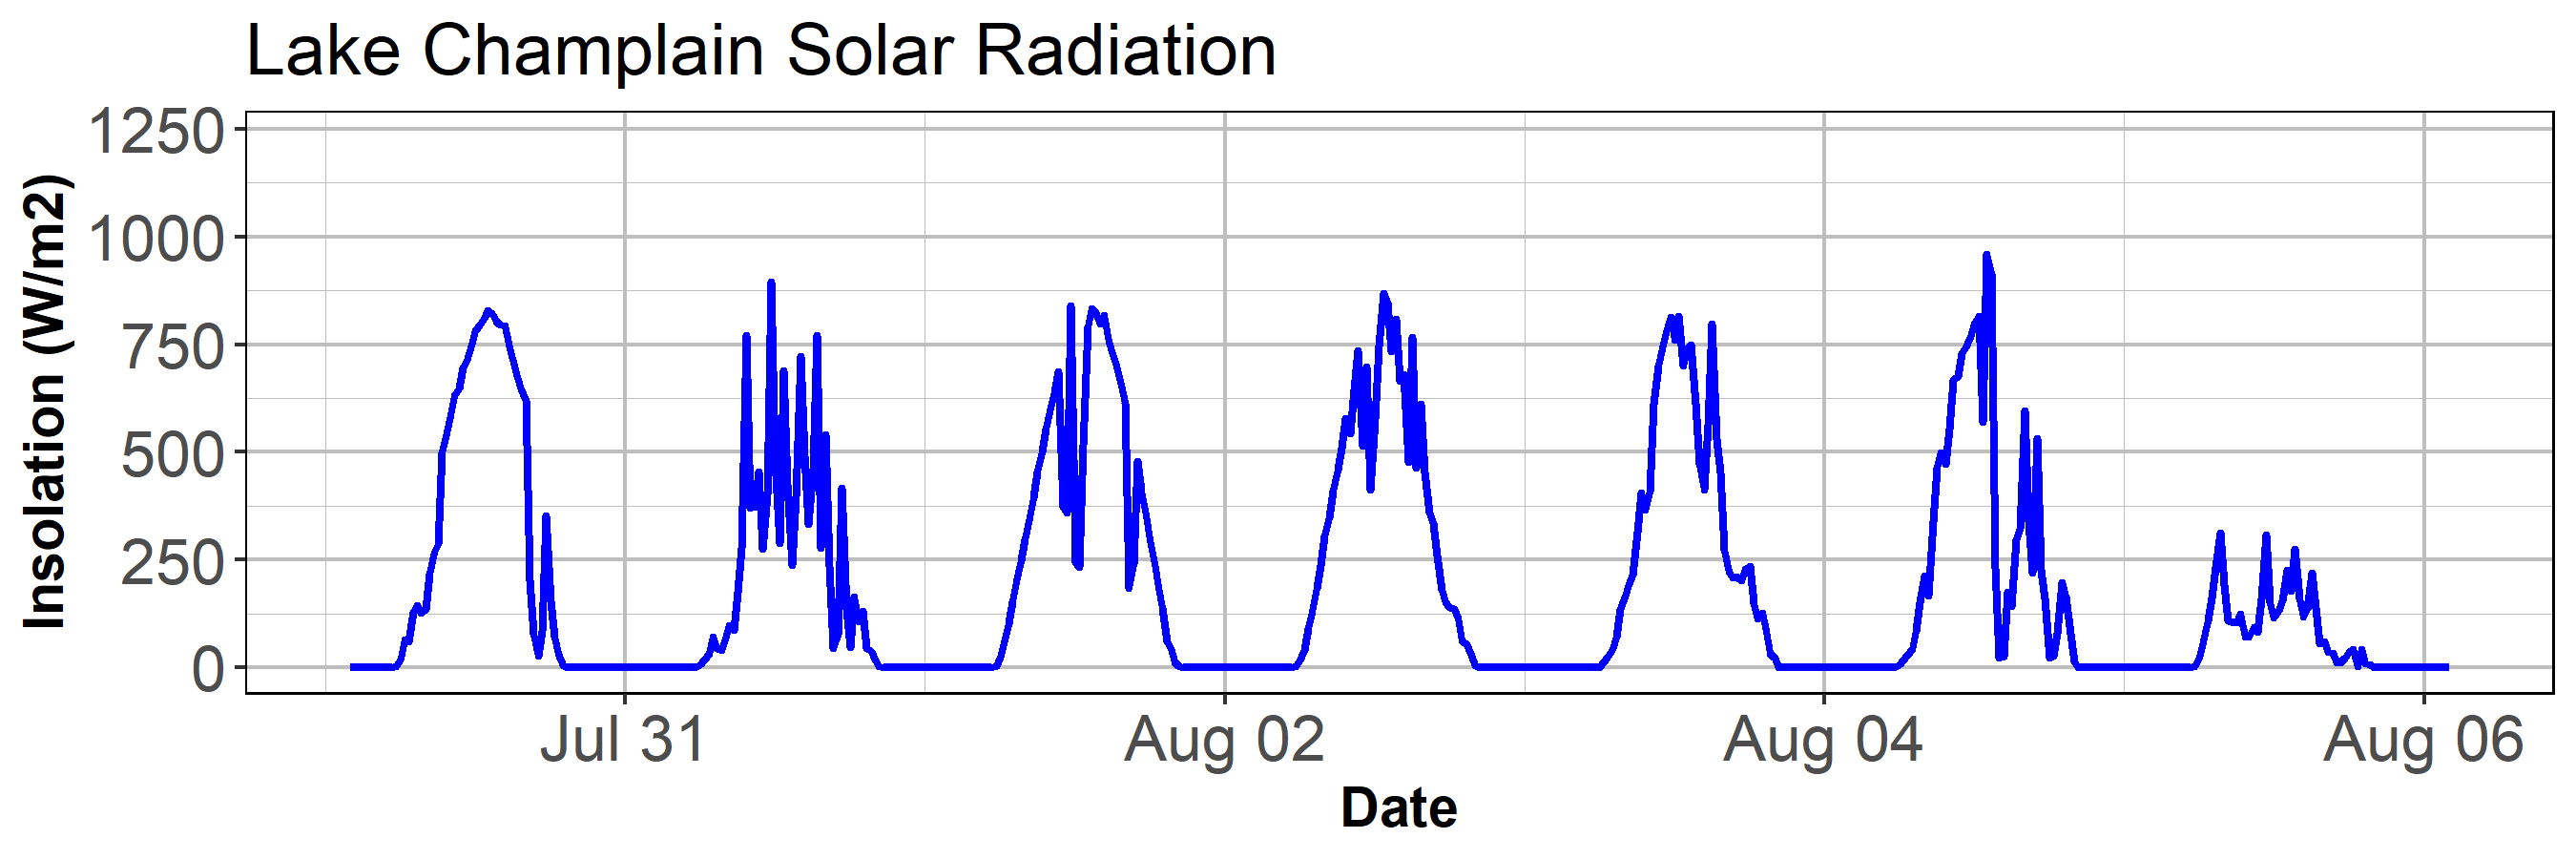 Lake Champlain Solar Radiation
Insolation (W/m2)
1250
1000
750
500
250
0
Jul 31
Aug 02
Aug 04
Aug 06
Date